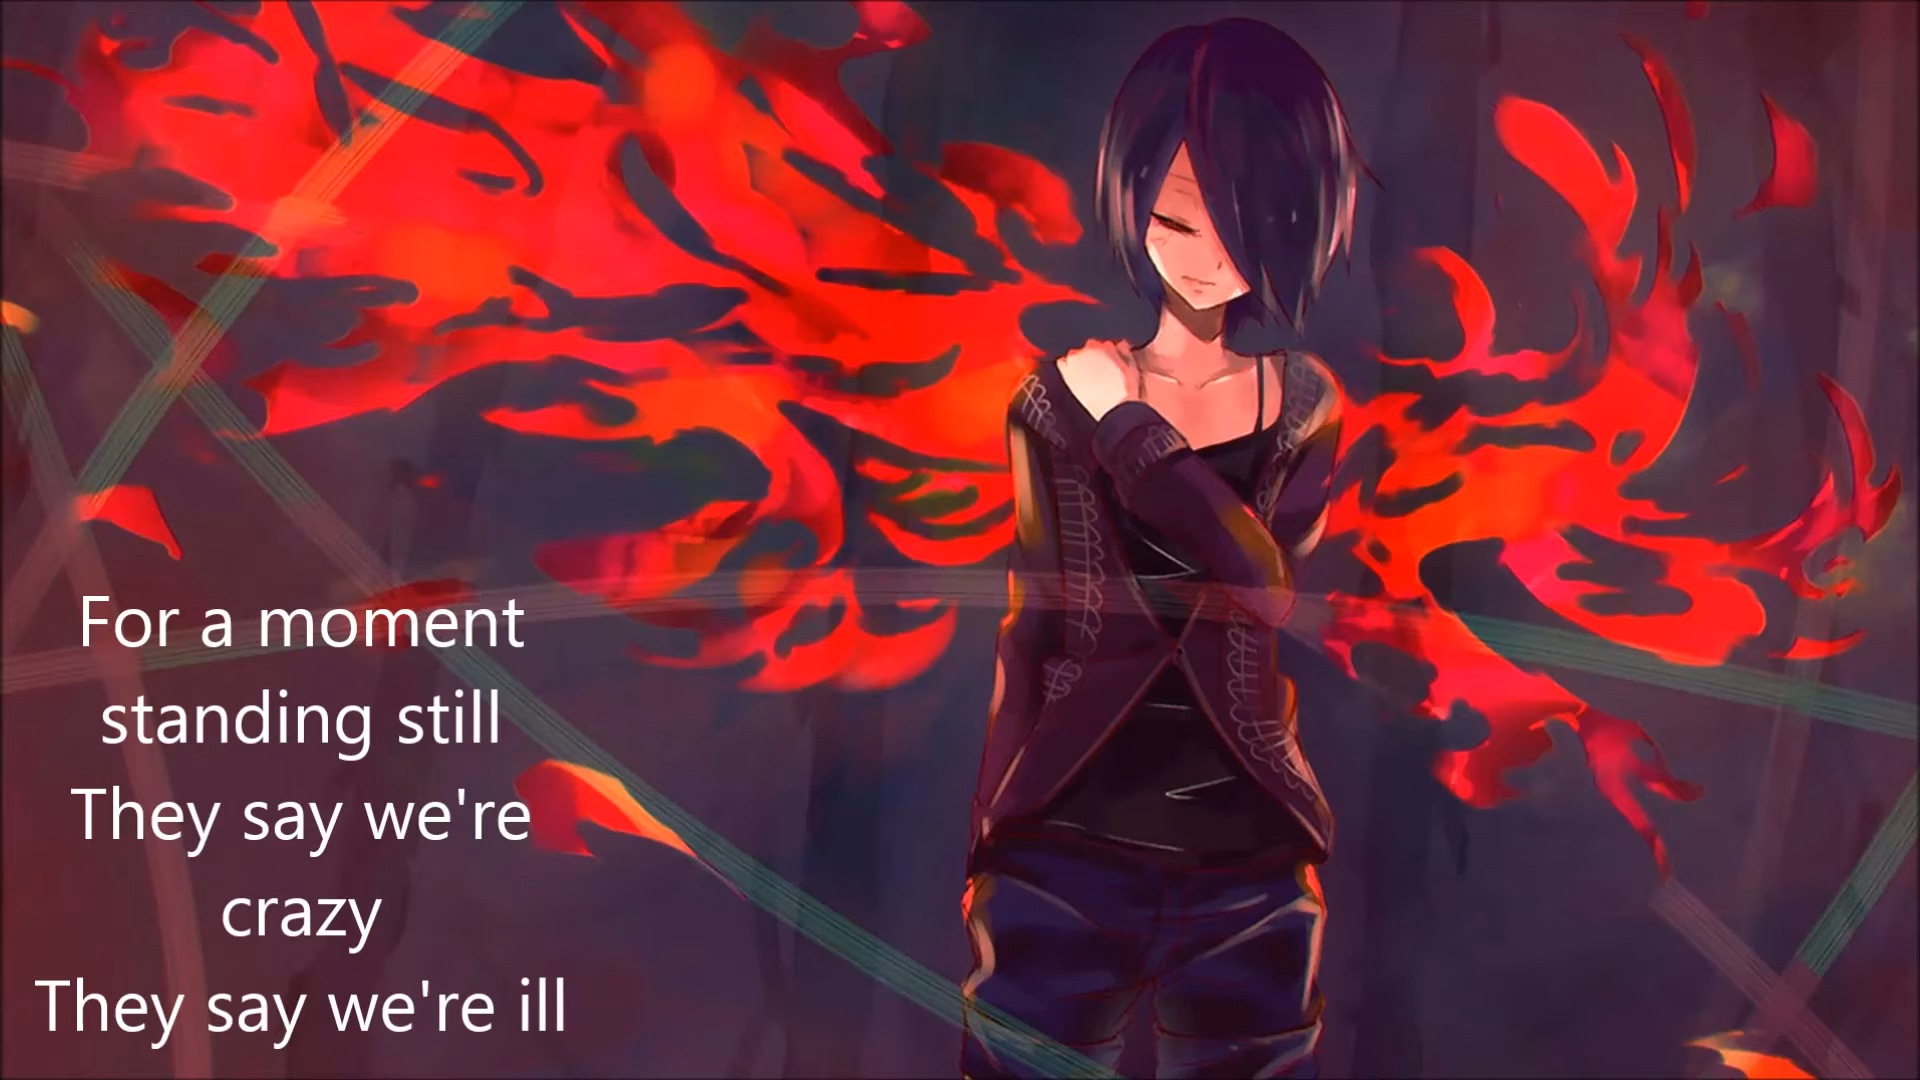 For a moment
standing still
They say we're
crazy
They say we're ill